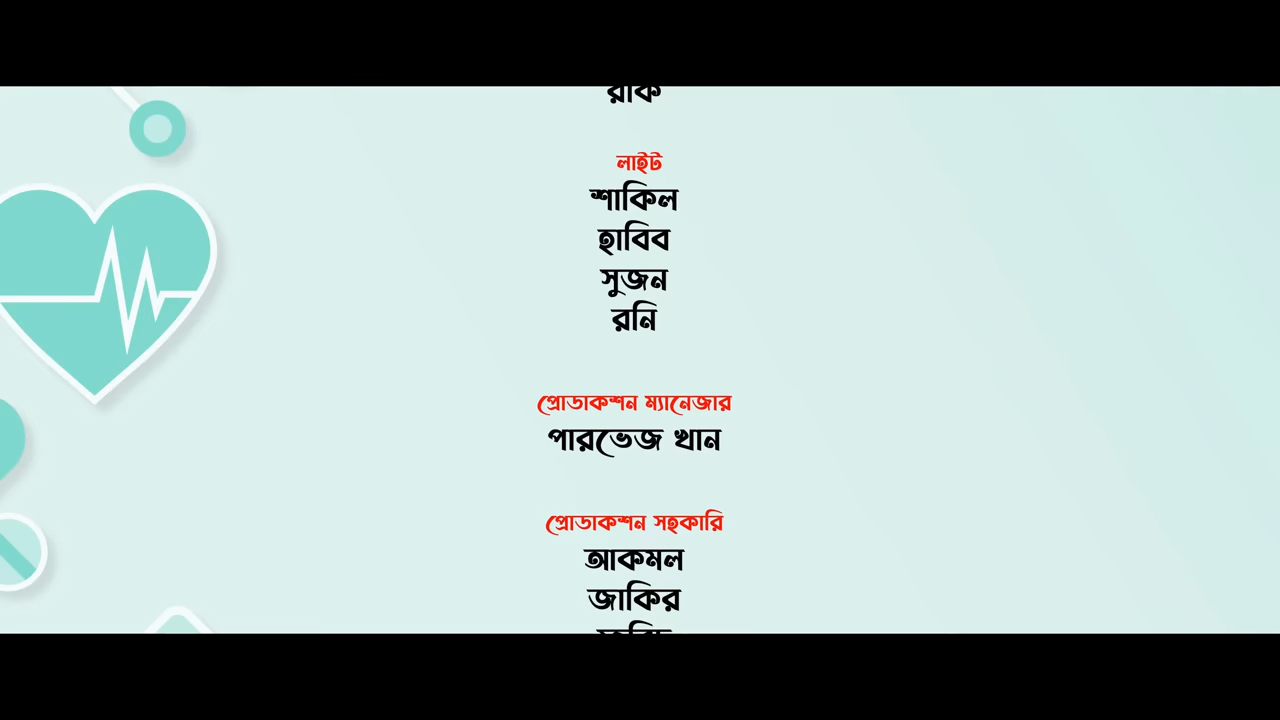 লাইট
শাকিল
হাবিব
সুজন
রনি
প্রোডাকশন ম্যানেজার
পারভেজ খান
প্রোডাকশন সহকারি
আকমল
জাকির